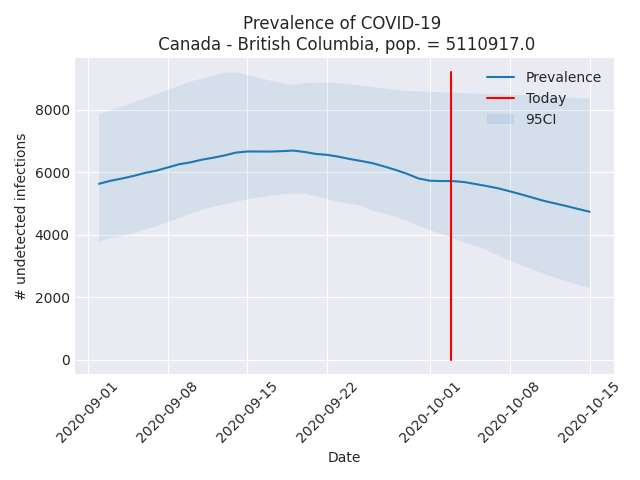 Prevalence of COVID-19
Canada - British Columbia, pop. = 5110917.0
Prevalence
Today
95CI
# undetected infections
8000
6000
4000
2000
0
2020-09-01
2020-09-08
2020-09-15
2020-09-22
2020-10-01
2020-10-08
2020-10-15
Date